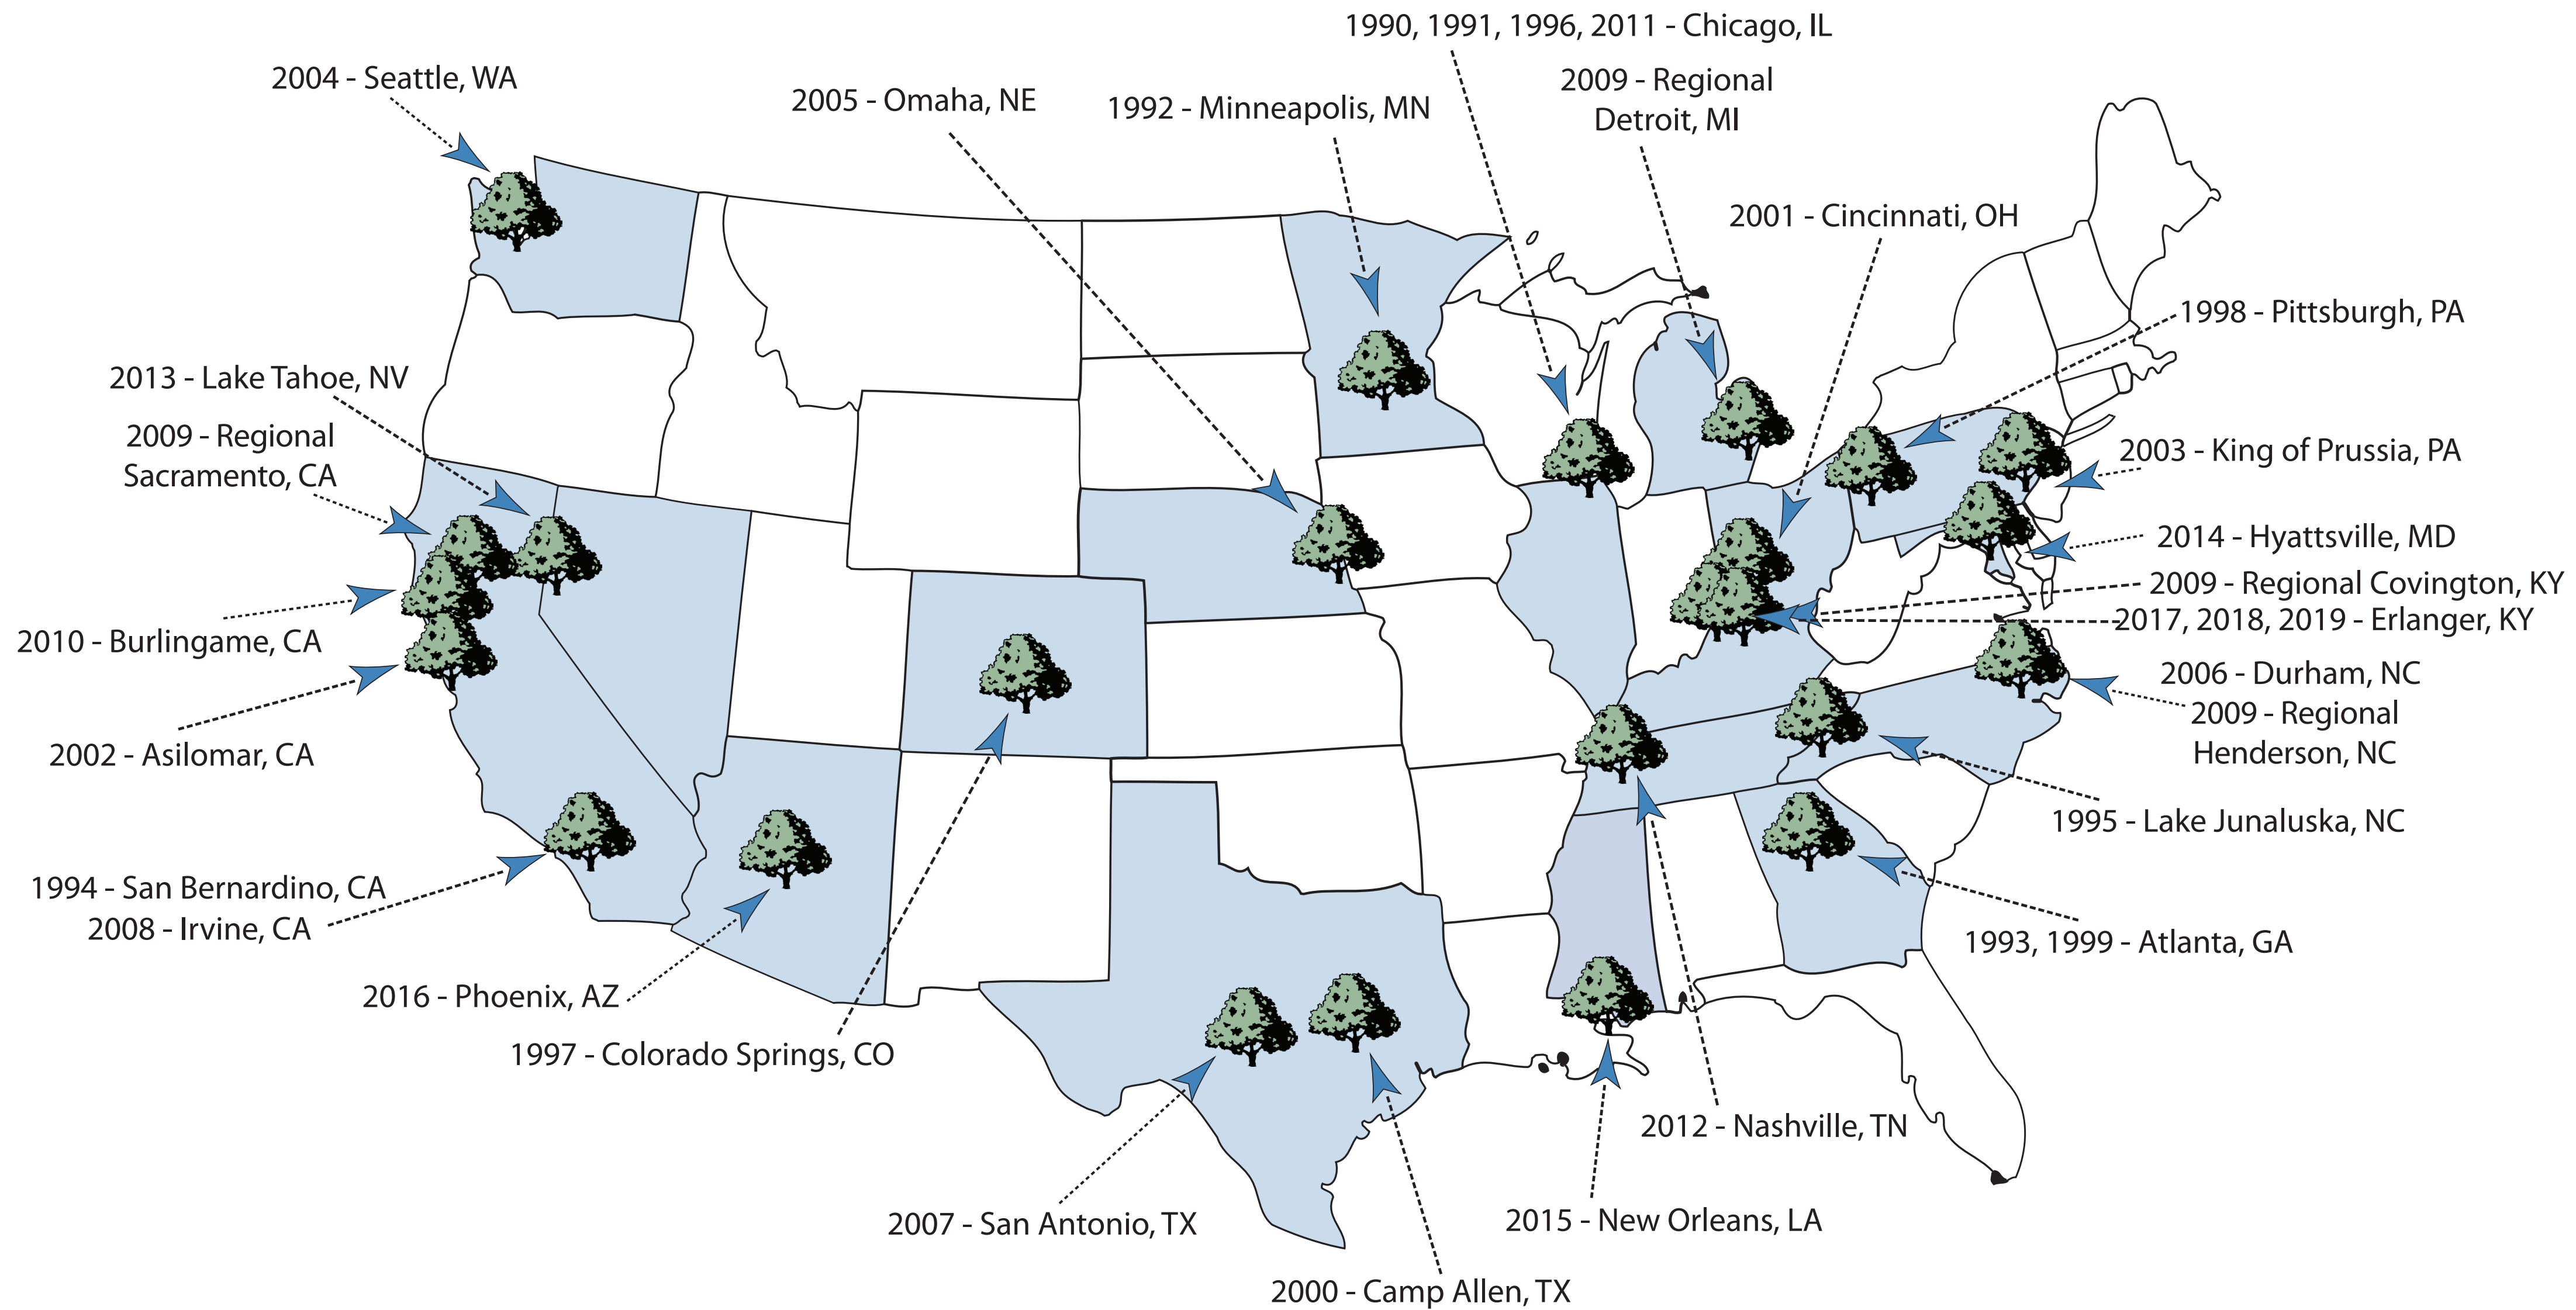 1990, 1991, 1996, 2011 - Chicago, IL
2004 - Seattle, WA
2005 - Omaha, NE
1992 - Minneapolis, MN
2009 - Regional
Detroit, MI
2001 - Cincinnati, OH
1998 - Pittsburgh, PA
2013 - Lake Tahoe, NV
2009 - Regional
Sacramento, CA
2003 - King of Prussia, PA
2014 - Hyattsville, MD
2009 - Regional Covington, KY
2017, 2018, 2019 - Erlanger, KY
2010 - Burlingame, CA
2006 - Durham, NC
2009 - Regional
Henderson, NC
2002 - Asilomar, CA
1995 - Lake Junaluska, NC
1994 - San Bernardino, CA
2008 - Irvine, CA
1993, 1999 - Atlanta, GA
2016 - Phoenix, AZ
1997 - Colorado Springs, CO
2012 - Nashville, TN
2007 - San Antonio, TX
2015 - New Orleans, LA
2000 - Camp Allen, TX